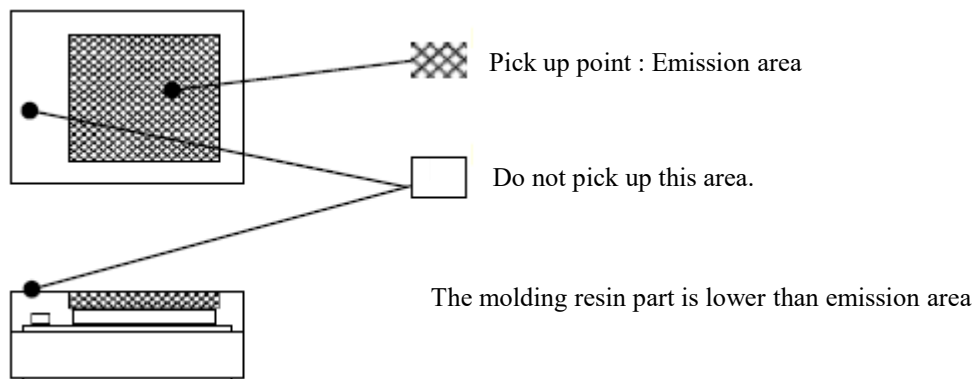 Pick up point : Emission area
Do not pick up this area.
The molding resin part is lower than emission area